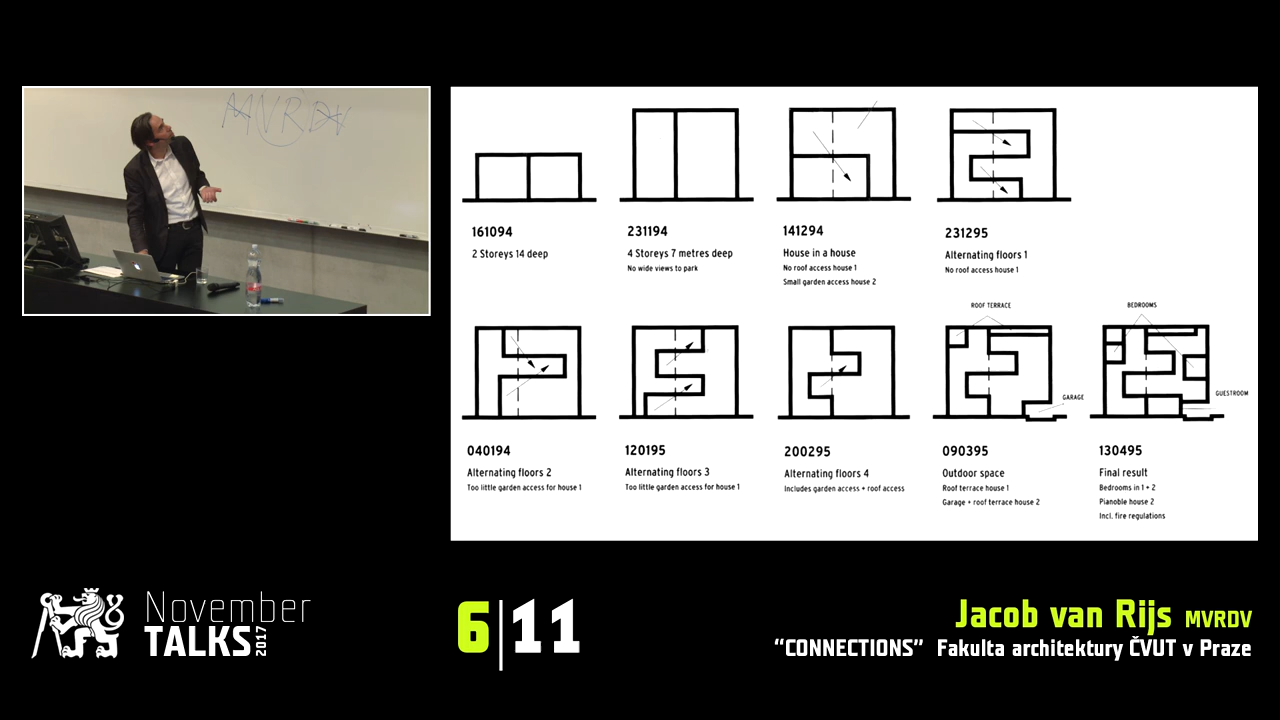 MVRDV
161094
2 Storeys 14 deep
231194
4 Storeys 7 metres deep
No wide views to park
141294
House in a house
No roof access house 1
Small garden access house 2
231295
Alternating floors 1
No roof access house 1
040194
Alternating floors 2
Too little garden access for house 1
120195
Alternating floors 3
Too little garden access for house 1
200295
Alternating floors 4
Includes garden access + roof access
ROOF TERRACE
GARAGE
090395
Outdoor space
Roof terrace house 1
Garage + roof terrace house 2
BEDROOMS
GUESTROOM
130495
Final result
Bedrooms in 1 + 2
Pianoble house 2
Incl. fire regulations
November
TALKS 2017
6|11
Jacob van Rijs MVRDV
“CONNECTIONS” Fakulta architektury ČVUT v Praze